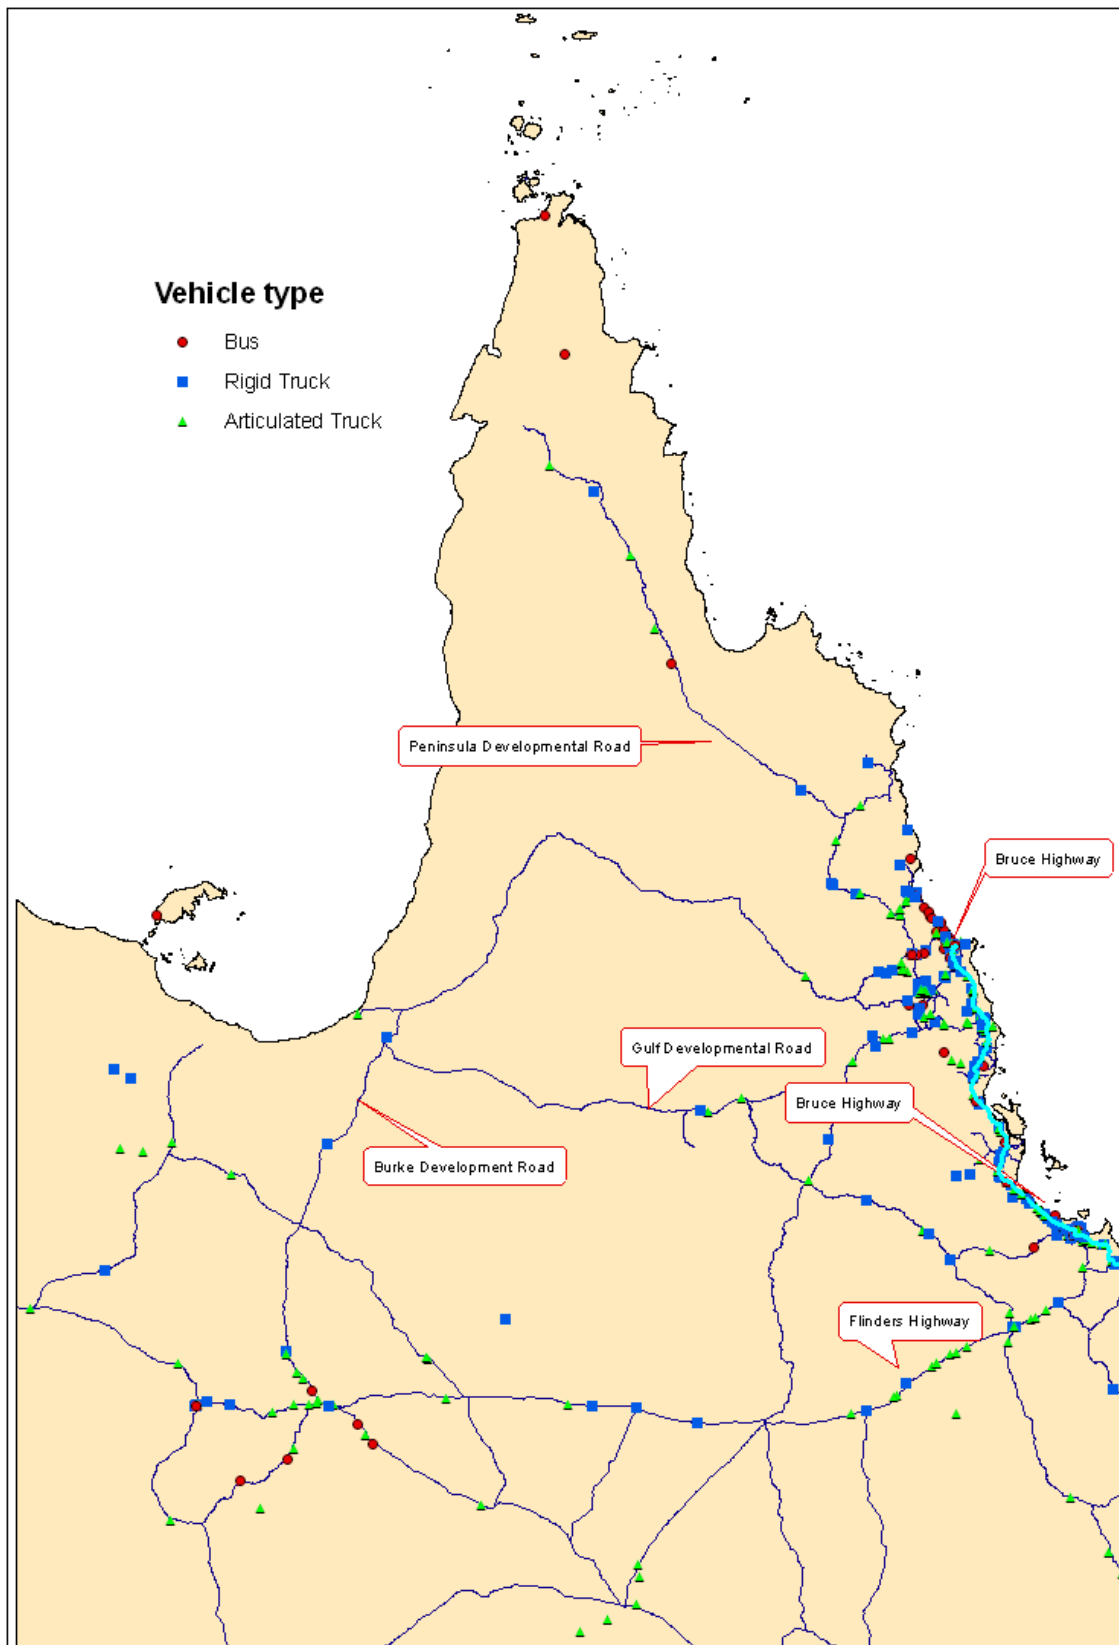 Vehicle type
Bus
Rigid Truck
Articulated Truck
Peninsula Developmental Road
Bruce Highway
Gulf Developmental Road
Bruce Highway
Burke Development Road
Flinders Highway